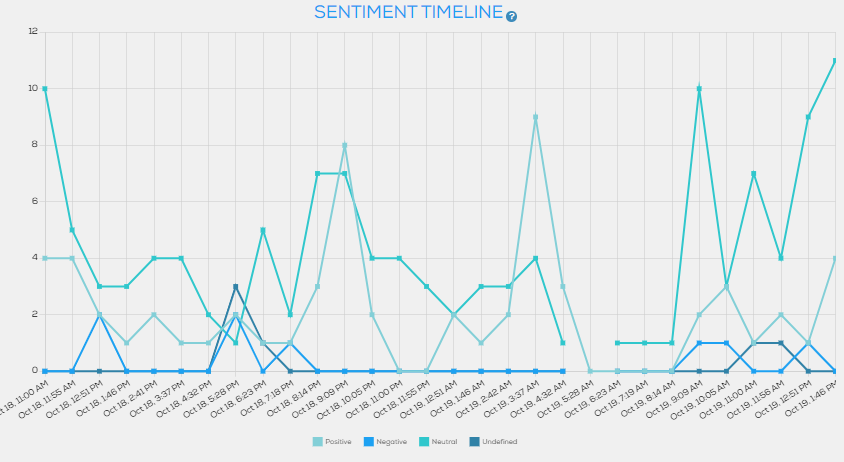 SENTIMENT TIMELINE ?
12
10
8
6
4
2
0
Oct 18, 11:00 AM
Oct 18, 11:55 AM
Oct 18, 12:51 PM
Oct 18, 1:46 PM
Oct 18, 2:41 PM
Oct 18, 3:37 PM
Oct 18, 4:32 PM
Oct 18, 5:28 PM
Oct 18, 6:23 PM
Oct 18, 7:18 PM
Oct 18, 8:14 PM
Oct 18, 9:09 PM
Oct 18, 10:05 PM
Oct 18, 11:00 PM
Oct 18, 11:55 PM
Oct 19, 12:51 AM
Oct 19, 1:46 AM
Oct 19, 2:42 AM
Oct 19, 3:37 AM
Oct 19, 4:32 AM
Oct 19, 5:28 AM
Oct 19, 6:23 AM
Oct 19, 7:19 AM
Oct 19, 8:14 AM
Oct 19, 9:09 AM
Oct 19, 10:05 AM
Oct 19, 11:00 AM
Oct 19, 11:56 AM
Oct 19, 12:51 PM
Oct 19, 1:46 PM
Positive Negative Neutral Undefined